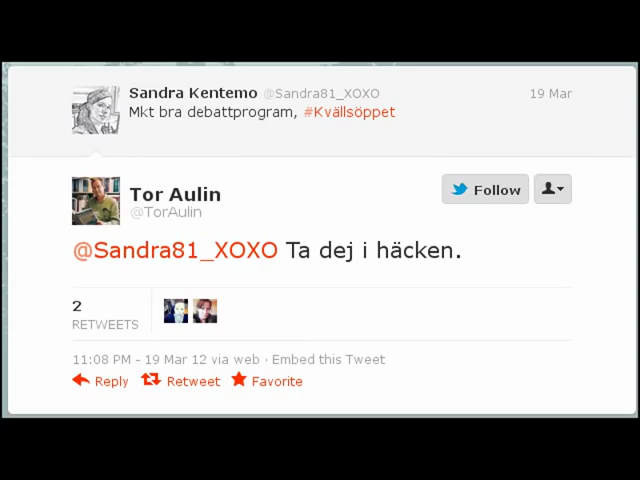 Sandra Kentemo @Sandra81_XOXO 19 Mar
Mkt bra debattprogram, #Kvällsöppet
Tor Aulin
@TorAulin
Follow
@Sandra81_XOXO Ta dej i häcken.
2
RETWEETS
11:08 PM - 19 Mar 12 via web · Embed this Tweet
Reply Retweet Favorite